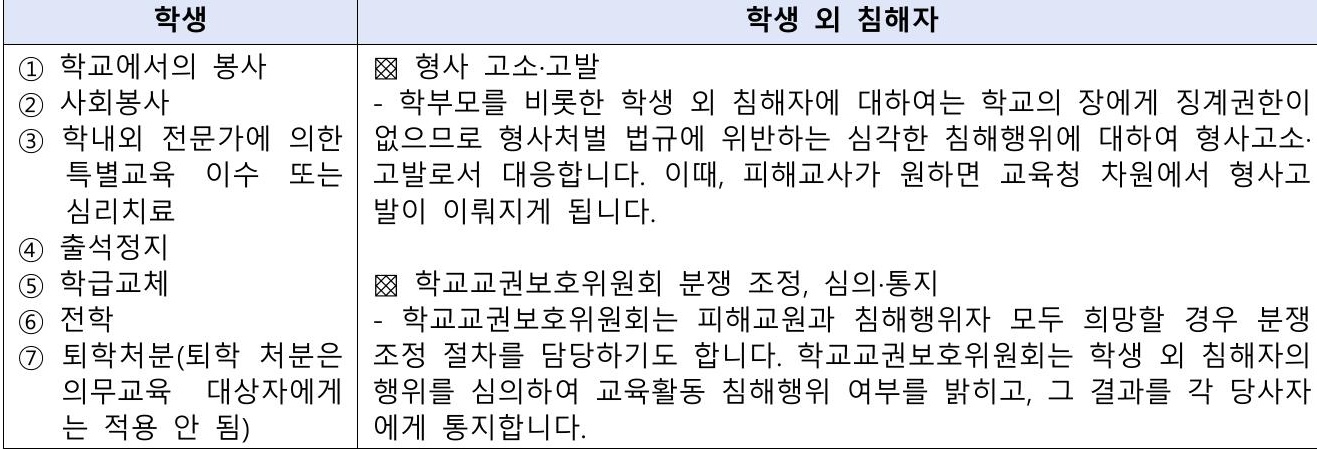 학생
① 학교에서의 봉사
② 사회봉사
③ 학내외 전문가에 의한
특별교육 이수 또는
심리치료
④ 출석정지
⑤ 학급교체
⑥ 전학
⑦ 퇴학처분(퇴학 처분은
의무교육 대상자에게
는 적용 안 됨)
학생 외 침해자
▩ 형사 고소·고발
- 학부모를 비롯한 학생 외 침해자에 대하여는 학교의 장에게 징계권한이
없으므로 형사처벌 법규에 위반하는 심각한 침해행위에 대하여 형사고소·
고발로서 대응합니다. 이때, 피해교사가 원하면 교육청 차원에서 형사고
발이 이뤄지게 됩니다.
▩ 학교교권보호위원회 분쟁 조정, 심의·통지
- 학교교권보호위원회는 피해교원과 침해행위자 모두 희망할 경우 분쟁
조정 절차를 담당하기도 합니다. 학교교권보호위원회는 학생 외 침해자의
행위를 심의하여 교육활동 침해행위 여부를 밝히고, 그 결과를 각 당사자
에게 통지합니다.